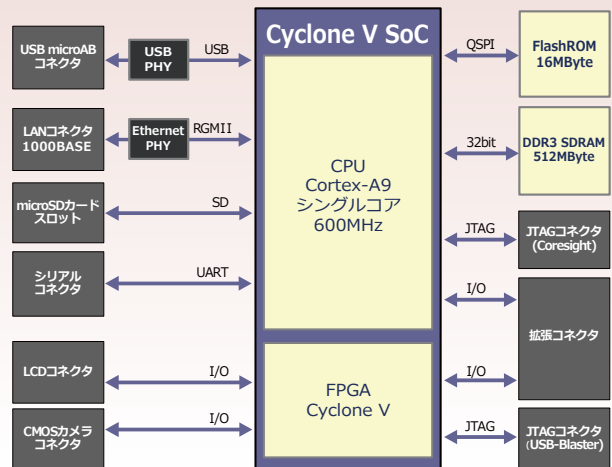 Cyclone V SoC
USB microAB
コネクタ
USB
PHY
USB
LANコネクタ
1000BASE
Ethernet
PHY
RGMII
microSDカード
スロット
SD
シリアル
コネクタ
UART
LCDコネクタ
I/O
CMOSカメラ
コネクタ
I/O
CPU
Cortex-A9
シングルコア
600MHz
FPGA
Cyclone V
QSPI
FlashROM
16MByte
32bit
DDR3 SDRAM
512MByte
JTAG
JTAGコネクタ
(Coresight)
I/O
拡張コネクタ
I/O
JTAG
JTAGコネクタ
(USB-Blaster)